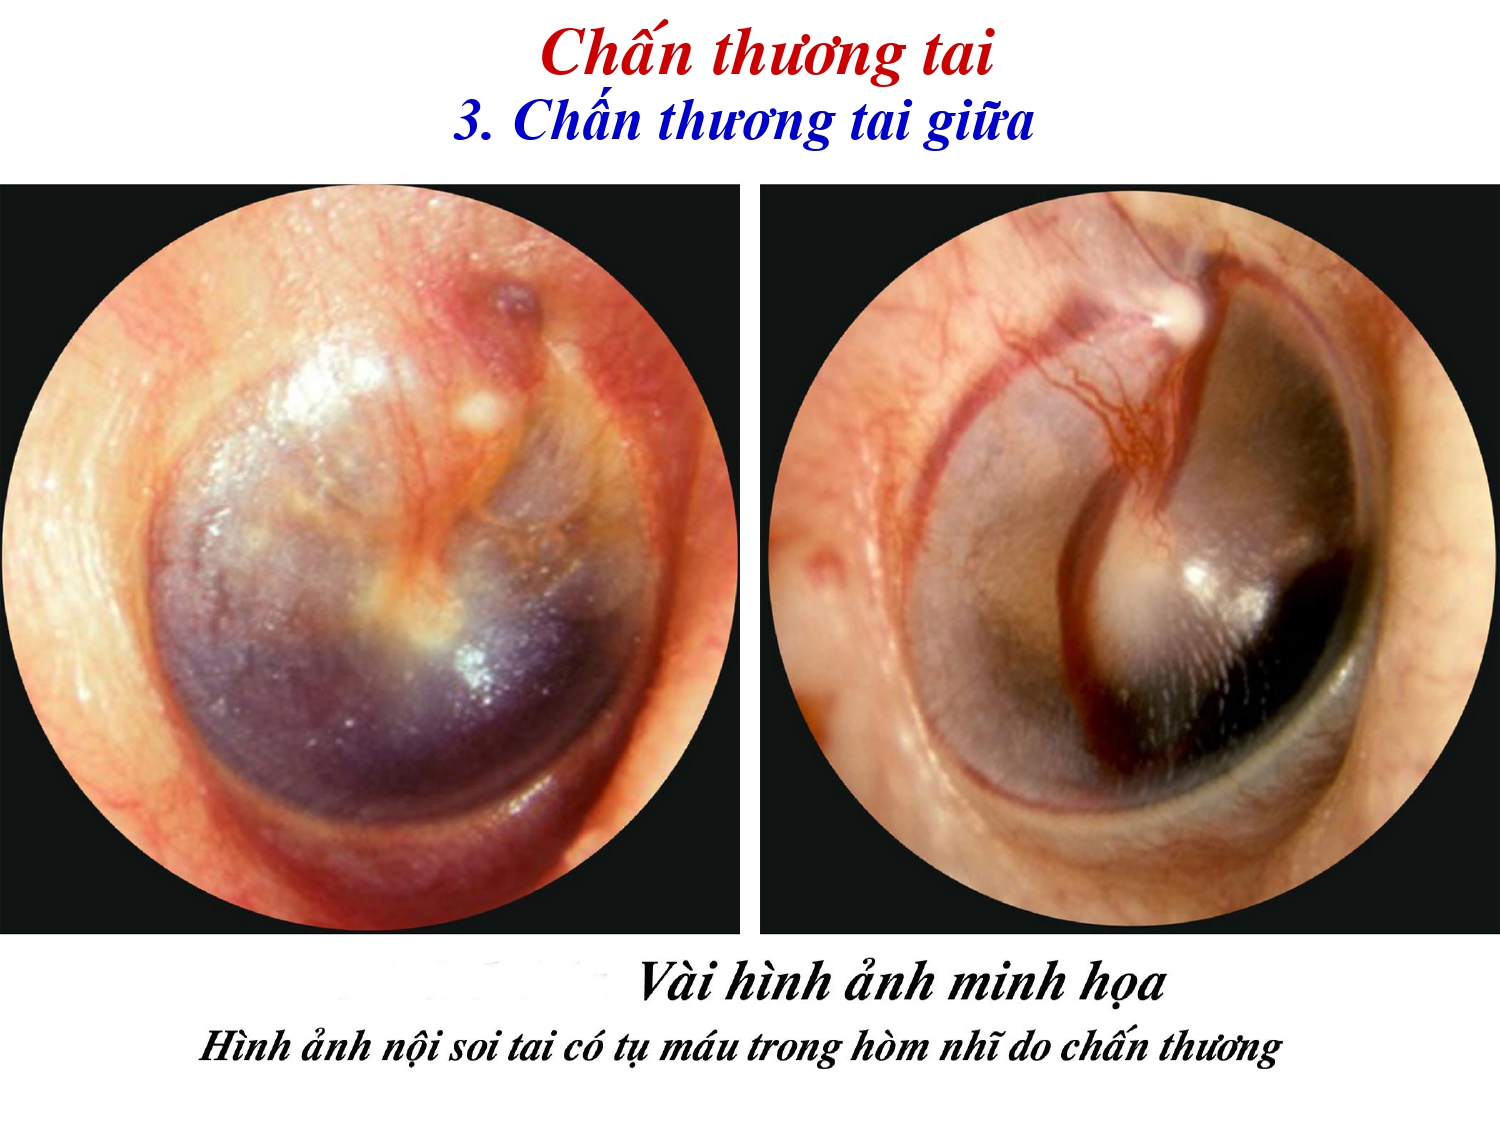 Chấn thương tai
3. Chấn thương tai giữa
Vài hình ảnh minh họa
Hình ảnh nội soi tai có tụ máu trong hòm nhĩ do chấn thương